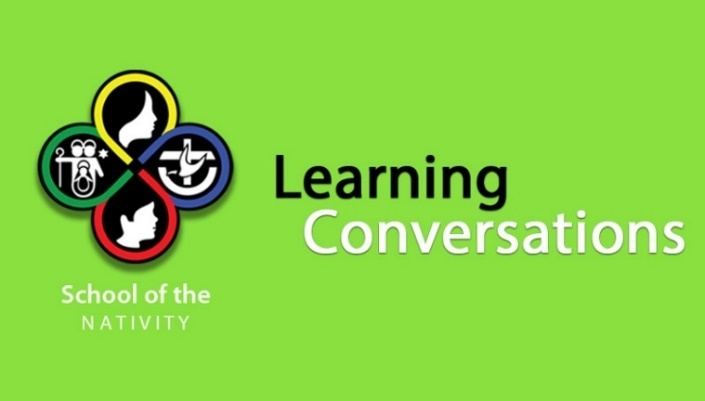 Learning
Conversations
School of the
NATIVITY